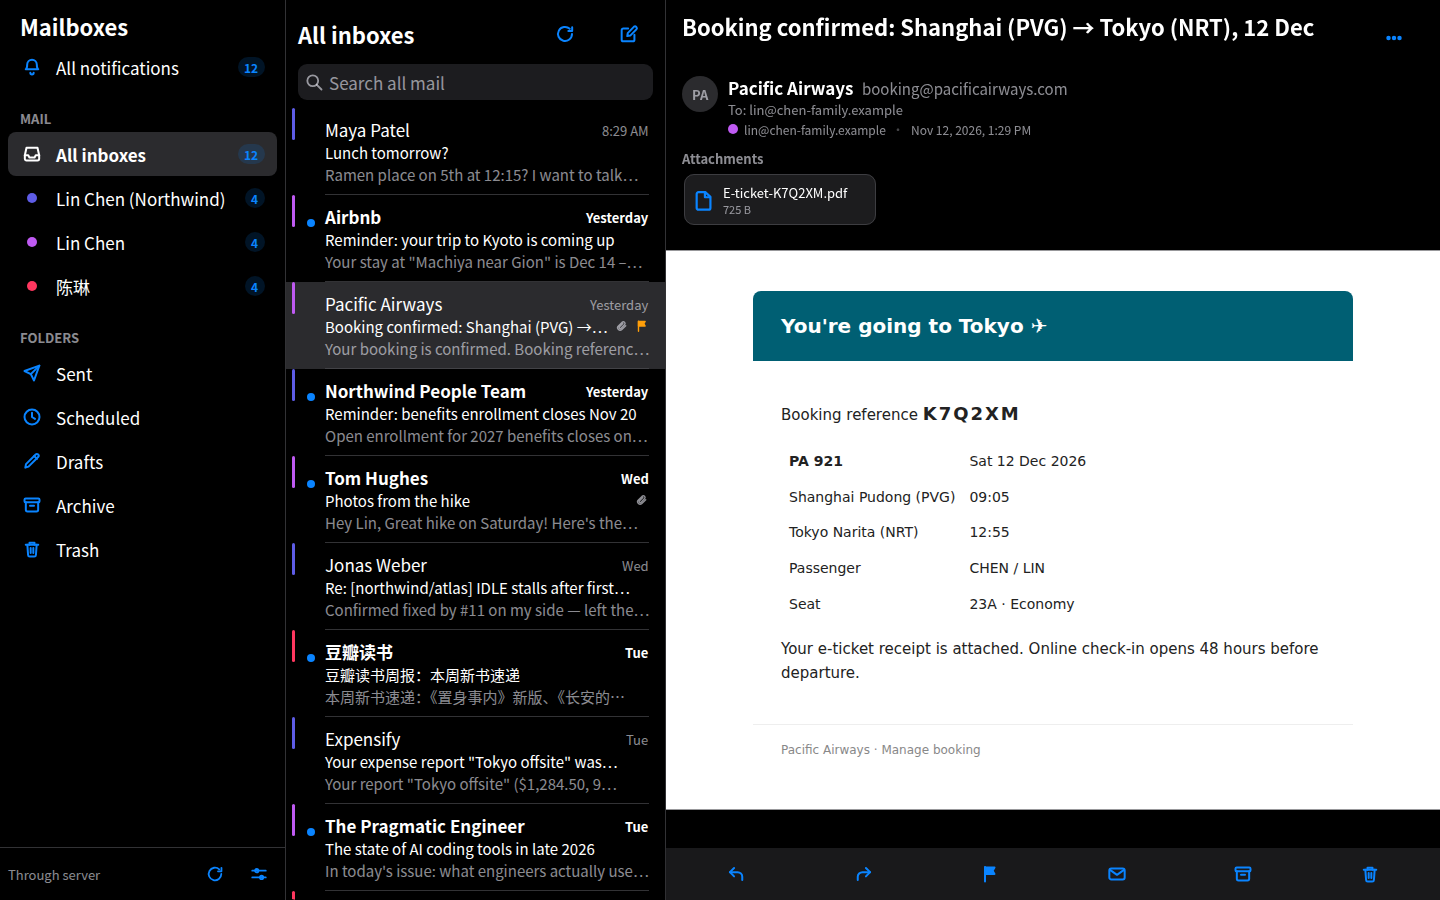 Mailboxes
All notifications 12
MAIL
All inboxes 12
Lin Chen (Northwind) 4
Lin Chen 4
陈琳 4
FOLDERS
Sent
Scheduled
Drafts
Archive
Trash
Through server
All inboxes
Search all mail
Maya Patel 8:29 AM
Lunch tomorrow?
Ramen place on 5th at 12:15? I want to talk…
Airbnb Yesterday
Reminder: your trip to Kyoto is coming up
Your stay at "Machiya near Gion" is Dec 14 –…
Pacific Airways Yesterday
Booking confirmed: Shanghai (PVG) →…
Your booking is confirmed. Booking referenc…
Northwind People Team Yesterday
Reminder: benefits enrollment closes Nov 20
Open enrollment for 2027 benefits closes on…
Tom Hughes Wed
Photos from the hike
Hey Lin, Great hike on Saturday! Here's the…
Jonas Weber Wed
Re: [northwind/atlas] IDLE stalls after first…
Confirmed fixed by #11 on my side — left the…
豆瓣读书 Tue
豆瓣读书周报：本周新书速递
本周新书速递：《置身事内》新版、《长安的…
Expensify Tue
Your expense report "Tokyo offsite" was…
Your report "Tokyo offsite" ($1,284.50, 9…
The Pragmatic Engineer Tue
The state of AI coding tools in late 2026
In today's issue: what engineers actually use…
Booking confirmed: Shanghai (PVG) → Tokyo (NRT), 12 Dec
PA
Pacific Airways booking@pacificairways.com
To: lin@chen-family.example
lin@chen-family.example · Nov 12, 2026, 1:29 PM
Attachments
E-ticket-K7Q2XM.pdf
725 B
You're going to Tokyo ✈
Booking reference K7Q2XM
PA 921 Sat 12 Dec 2026
Shanghai Pudong (PVG) 09:05
Tokyo Narita (NRT) 12:55
Passenger CHEN / LIN
Seat 23A · Economy
Your e-ticket receipt is attached. Online check-in opens 48 hours before
departure.
Pacific Airways · Manage booking